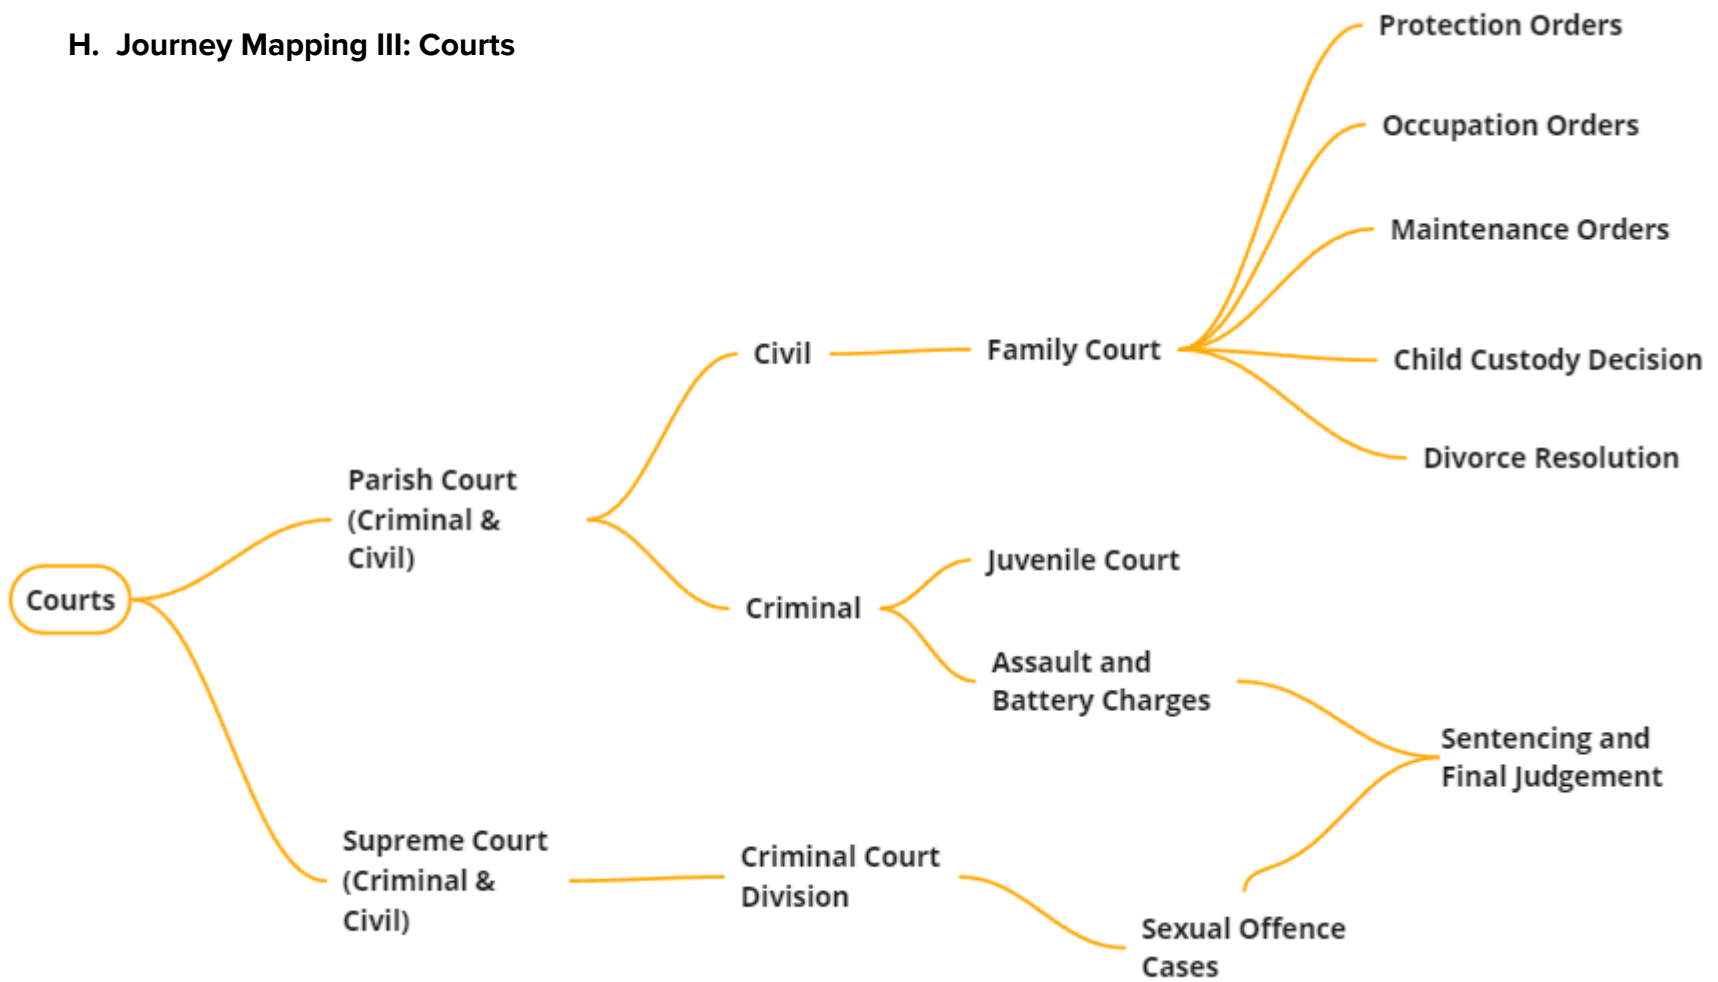 H. Journey Mapping III: Courts
Protection Orders
Occupation Orders
Maintenance Orders
Civil
Family Court
Child Custody Decision
Divorce Resolution
Parish Court
(Criminal &
Civil)
Courts
Juvenile Court
Criminal
Assault and
Battery Charges
Sentencing and
Final Judgement
Supreme Court
(Criminal &
Civil)
Criminal Court
Division
Sexual Offence
Cases